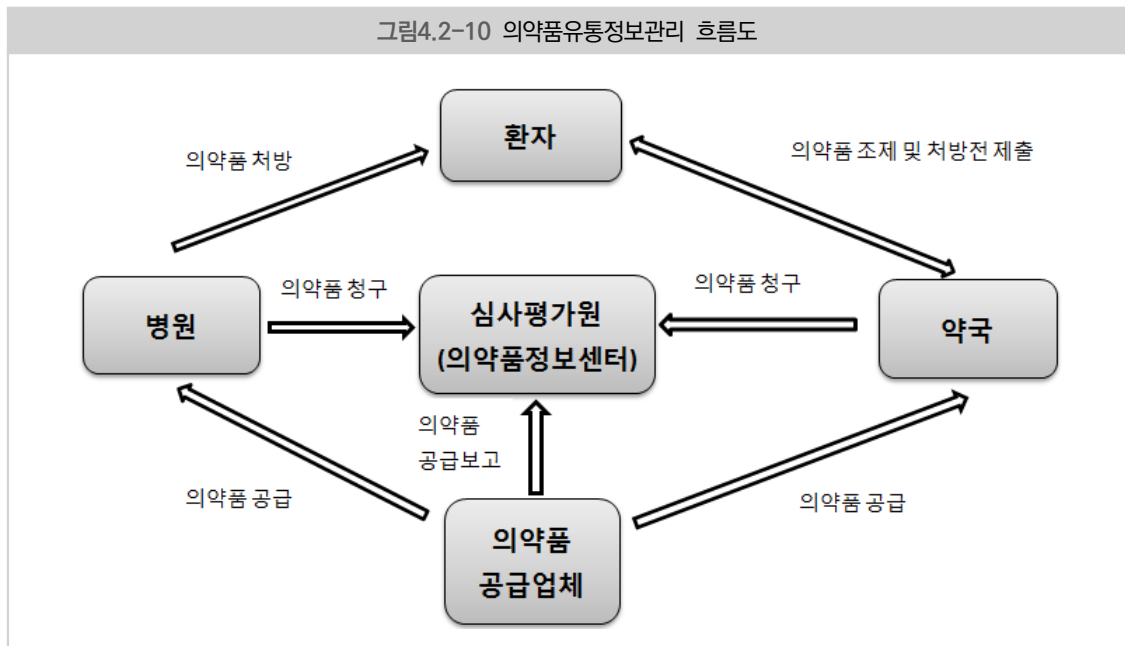 그림4.2-10 의약품유통정보관리 흐름도
환자
의약품 처방
의약품 조제 및 처방전 제출
의약품 청구
의약품 청구
병원
심사평가원
(의약품정보센터)
약국
의약품
공급보고
의약품 공급
의약품 공급
의약품
공급업체